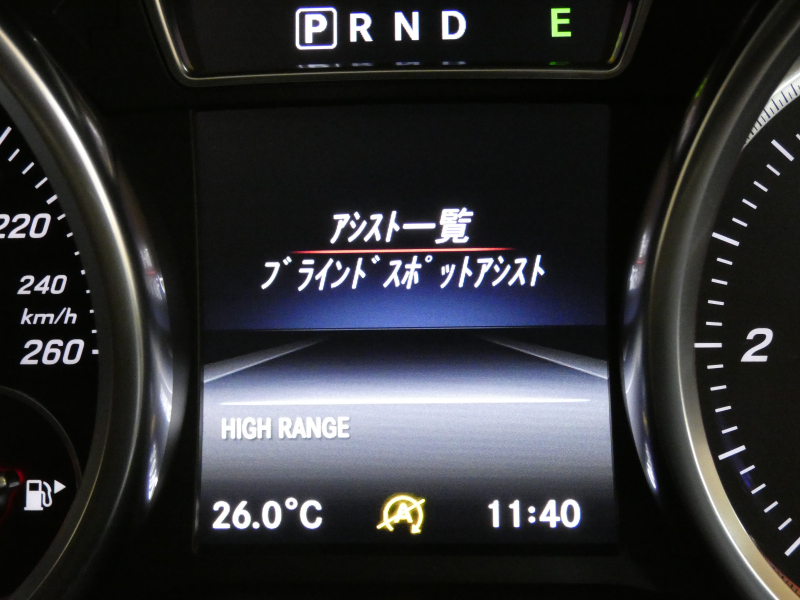 P R N D E
アシスト一覧
ブラインドスポットアシスト
220
240
km/h
260
2
HIGH RANGE
26.0°C A 11:40